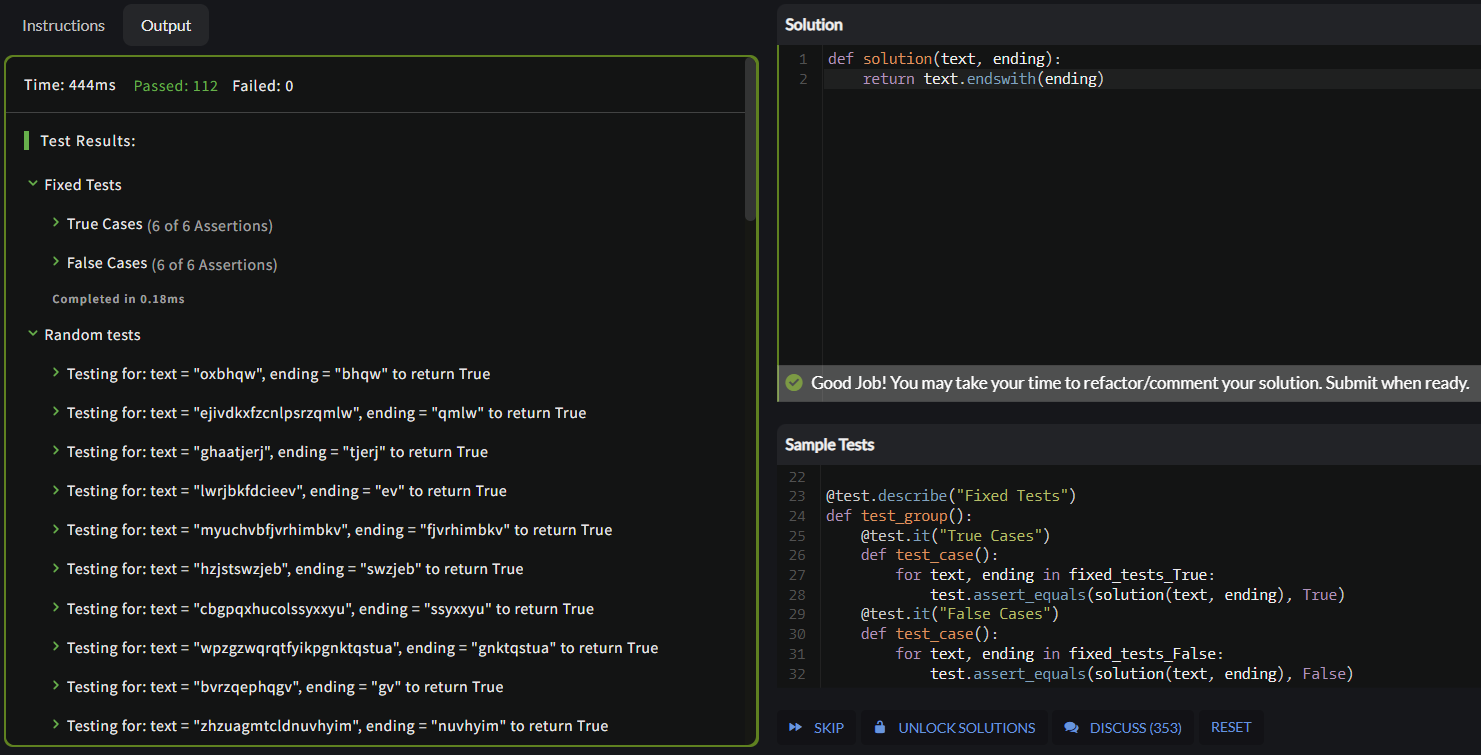 Instructions
Output
Time: 444ms Passed: 112 Failed: 0
Test Results:
Fixed Tests
True Cases (6 of 6 Assertions)
False Cases (6 of 6 Assertions)
Completed in 0.18ms
Random tests
Testing for: text = "oxbhqw", ending = "bhqw" to return True
Testing for: text = "ejivdkxfzcnlpsrzqmlw", ending = "qmlw" to return True
Testing for: text = "ghaatjerj", ending = "tjerj" to return True
Testing for: text = "lwrjbkfdcieev", ending = "ev" to return True
Testing for: text = "myuchvbfjvrhimbkv", ending = "fjvrhimbkv" to return True
Testing for: text = "hzjstswzjeb", ending = "swzjeb" to return True
Testing for: text = "cbgpqxhucolssyxxyu", ending = "ssyxxyu" to return True
Testing for: text = "wpzgzwqrqtfyikpgnktqstua", ending = "gnktqstua" to return True
Testing for: text = "bvrzqephqgv", ending = "gv" to return True
Testing for: text = "zhzuagmtcldnuvhyim", ending = "nuvhyim" to return True
Solution
1 def solution(text, ending):
2     return text.endswith(ending)
Good Job! You may take your time to refactor/comment your solution. Submit when ready.
Sample Tests
22
23 @test.describe("Fixed Tests")
24 def test_group():
25     @test.it("True Cases")
26     def test_case():
27         for text, ending in fixed_tests_True:
28             test.assert_equals(solution(text, ending), True)
29     @test.it("False Cases")
30     def test_case():
31         for text, ending in fixed_tests_False:
32             test.assert_equals(solution(text, ending), False)
SKIP
UNLOCK SOLUTIONS
DISCUSS (353)
RESET